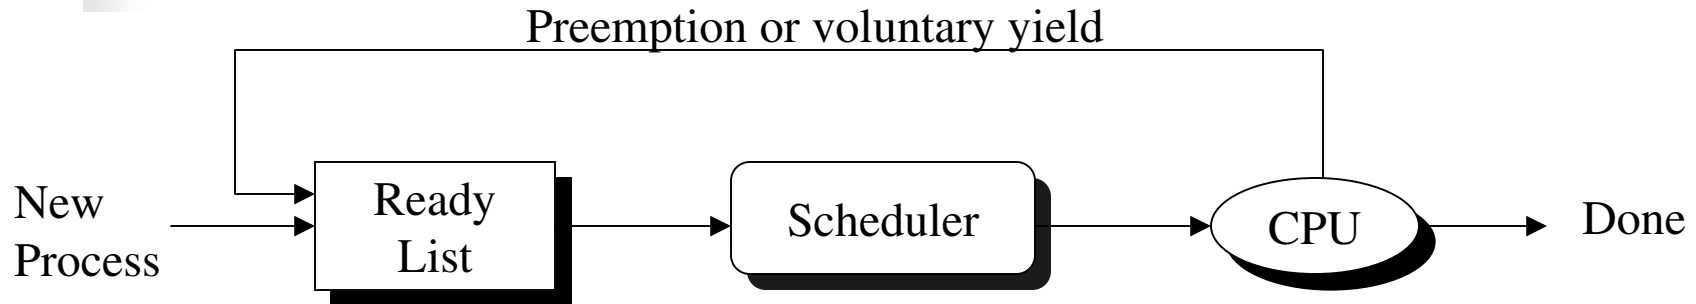 Preemption or voluntary yield
New
Process
Ready
List
Scheduler
CPU
Done